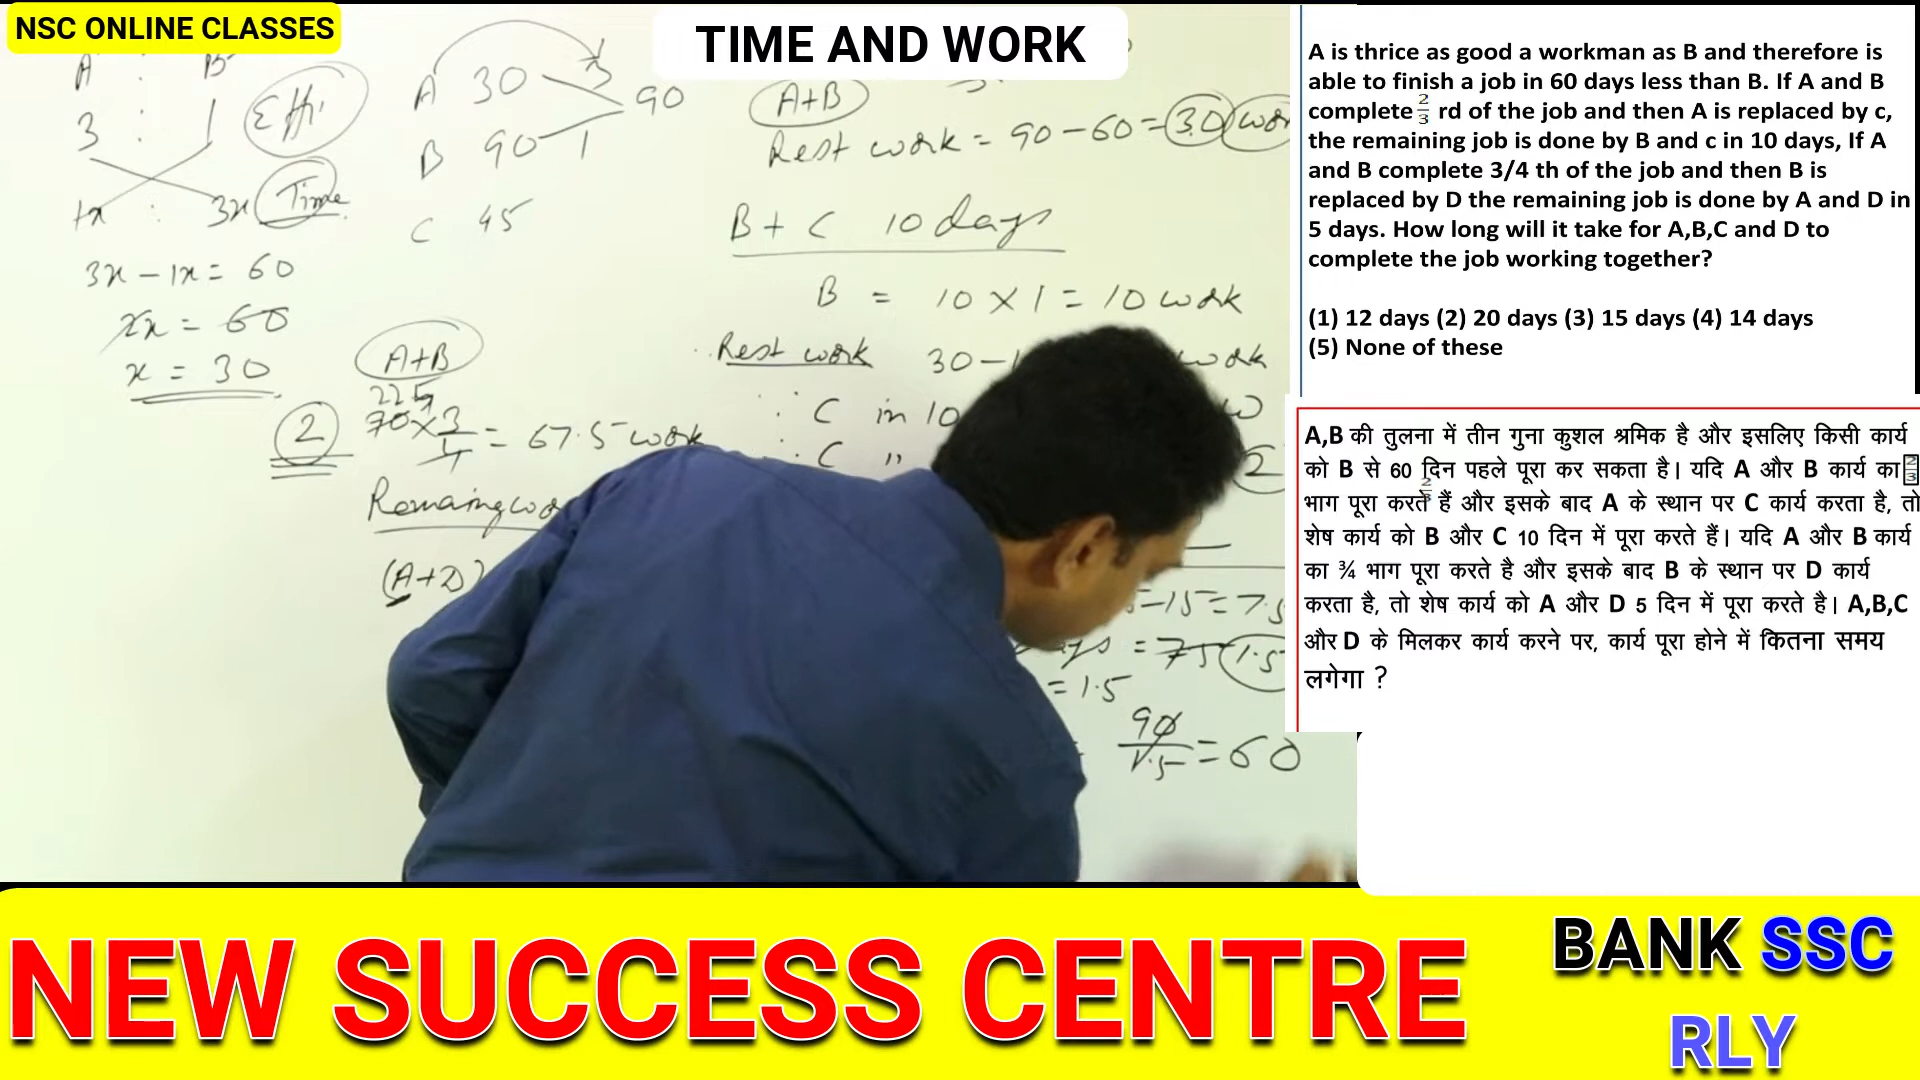 NSC ONLINE CLASSES
TIME AND WORK
A : B
3 : 1 Effi
1x : 3x Time
3x - 1x = 60
2x = 60
x = 30
A 30 3
90
B 90 1
C 45
A+B
Rest work = 90 - 60 = 30
B + C 10 days
B = 10 × 1 = 10 work
Rest work 30 -
∴ C in 10
∴ C "
2
A+B
22.5
90 × 3/4 = 67.5 work
(A+D)
-15 = 7.5
= 7.5 1.5
= 1.5
90/1.5 = 60
A is thrice as good a workman as B and therefore is
able to finish a job in 60 days less than B. If A and B
complete 2/3 rd of the job and then A is replaced by c,
the remaining job is done by B and c in 10 days, If A
and B complete 3/4 th of the job and then B is
replaced by D the remaining job is done by A and D in
5 days. How long will it take for A,B,C and D to
complete the job working together?
(1) 12 days (2) 20 days (3) 15 days (4) 14 days
(5) None of these
A,B की तुलना में तीन गुना कुशल श्रमिक है और इसलिए किसी कार्य
को B से 60 दिन पहले पूरा कर सकता है। यदि A और B कार्य का 2/3
भाग पूरा करते हैं और इसके बाद A के स्थान पर C कार्य करता है, तो
शेष कार्य को B और C 10 दिन में पूरा करते हैं। यदि A और B कार्य
का ¾ भाग पूरा करते है और इसके बाद B के स्थान पर D कार्य
करता है, तो शेष कार्य को A और D 5 दिन में पूरा करते है। A,B,C
और D के मिलकर कार्य करने पर, कार्य पूरा होने में कितना समय
लगेगा ?
NEW SUCCESS CENTRE
BANK SSC
RLY